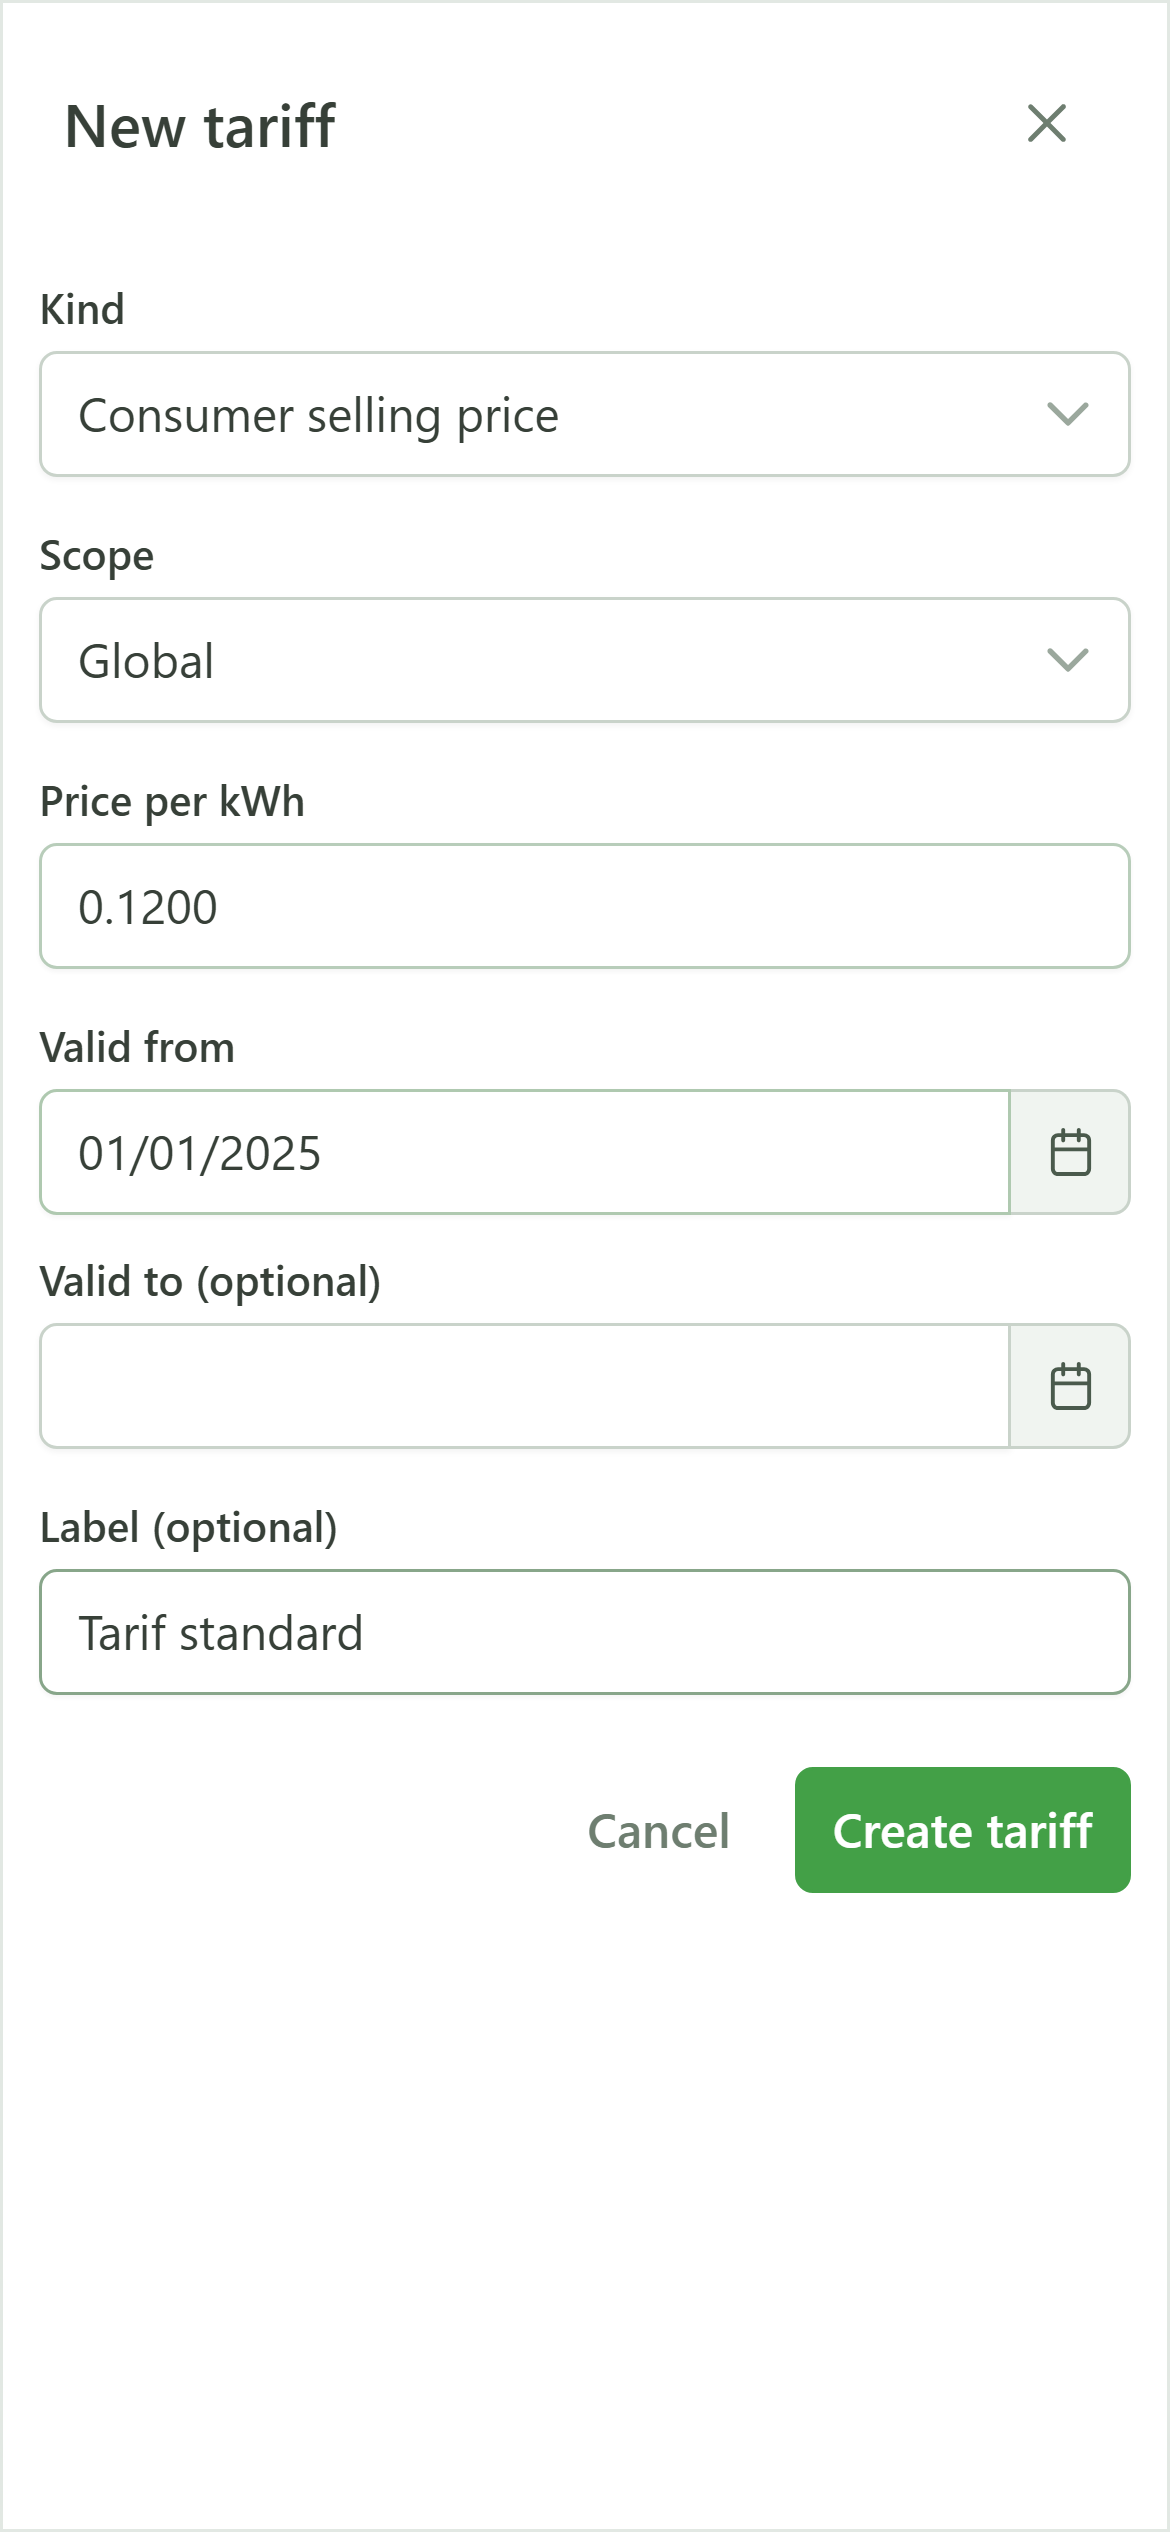 New tariff
Kind
Consumer selling price
Scope
Global
Price per kWh
0.1200
Valid from
01/01/2025
Valid to (optional)
Label (optional)
Tarif standard
Cancel
Create tariff